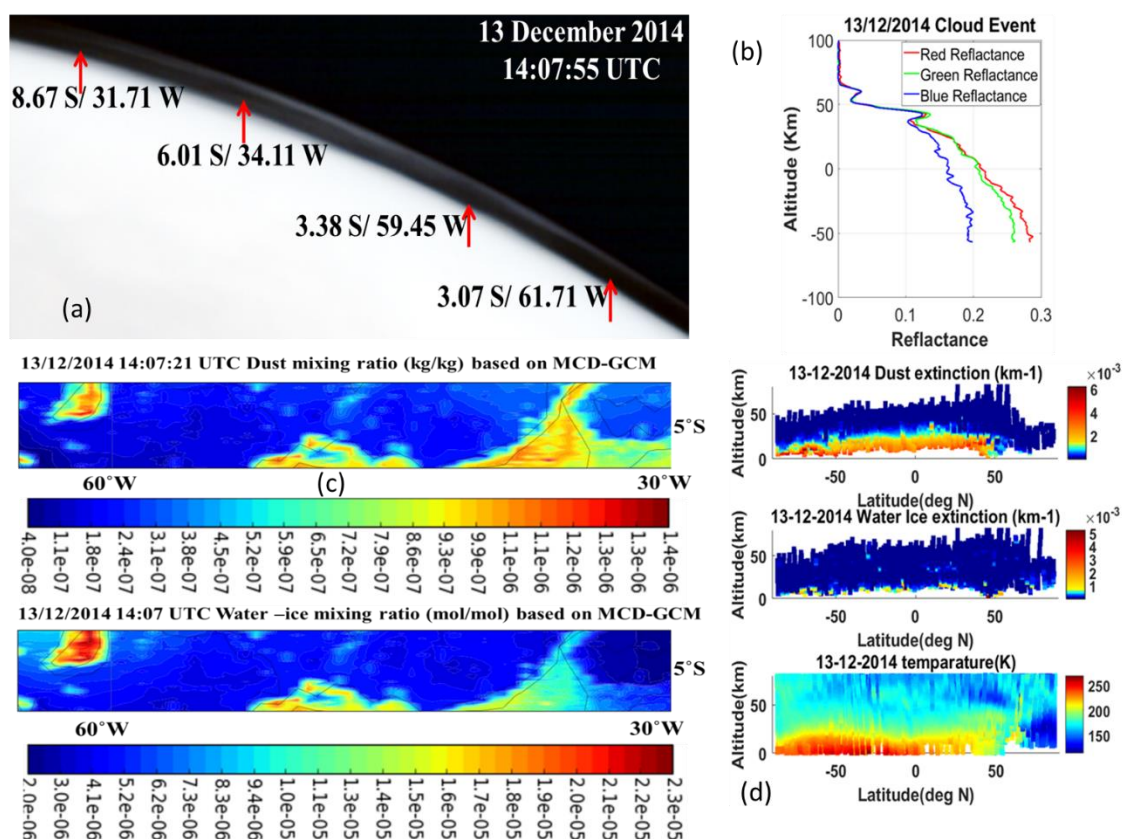 13 December 2014
14:07:55 UTC
8.67 S/ 31.71 W
6.01 S/ 34.11 W
3.38 S/ 59.45 W
3.07 S/ 61.71 W
(a)
13/12/2014 Cloud Event
(b)
Red Reflactance
Green Reflactance
Blue Reflactance
100
50
0
-50
-100
Altitude (Km)
0 0.1 0.2 0.3
Reflactance
13/12/2014 14:07:21 UTC Dust mixing ratio (kg/kg) based on MCD-GCM
5°S
60°W (c) 30°W
4.0e-08 1.1e-07 1.8e-07 2.4e-07 3.1e-07 3.8e-07 4.5e-07 5.2e-07 5.9e-07 6.6e-07 7.2e-07 7.9e-07 8.6e-07 9.3e-07 9.9e-07 1.1e-06 1.1e-06 1.2e-06 1.3e-06 1.3e-06 1.4e-06
13/12/2014 14:07 UTC Water –ice mixing ratio (mol/mol) based on MCD-GCM
5°S
60°W 30°W
2.0e-06 3.0e-06 4.1e-06 5.1e-06 6.2e-06 7.2e-06 8.3e-06 9.4e-06 1.0e-05 1.1e-05 1.2e-05 1.4e-05 1.5e-05 1.6e-05 1.7e-05 1.8e-05 1.9e-05 2.0e-05 2.1e-05 2.2e-05 2.3e-05
13-12-2014 Dust extinction (km-1)
×10⁻³
Altitude(km)
50
0
6
4
2
-50 0 50
Latitude(deg N)
13-12-2014 Water Ice extinction (km-1)
×10⁻³
Altitude(km)
50
0
5
4
3
2
1
-50 0 50
Latitude(deg N)
13-12-2014 temparature(K)
Altitude(km)
50
0
250
200
150
-50 0 50
Latitude(deg N)
(d)